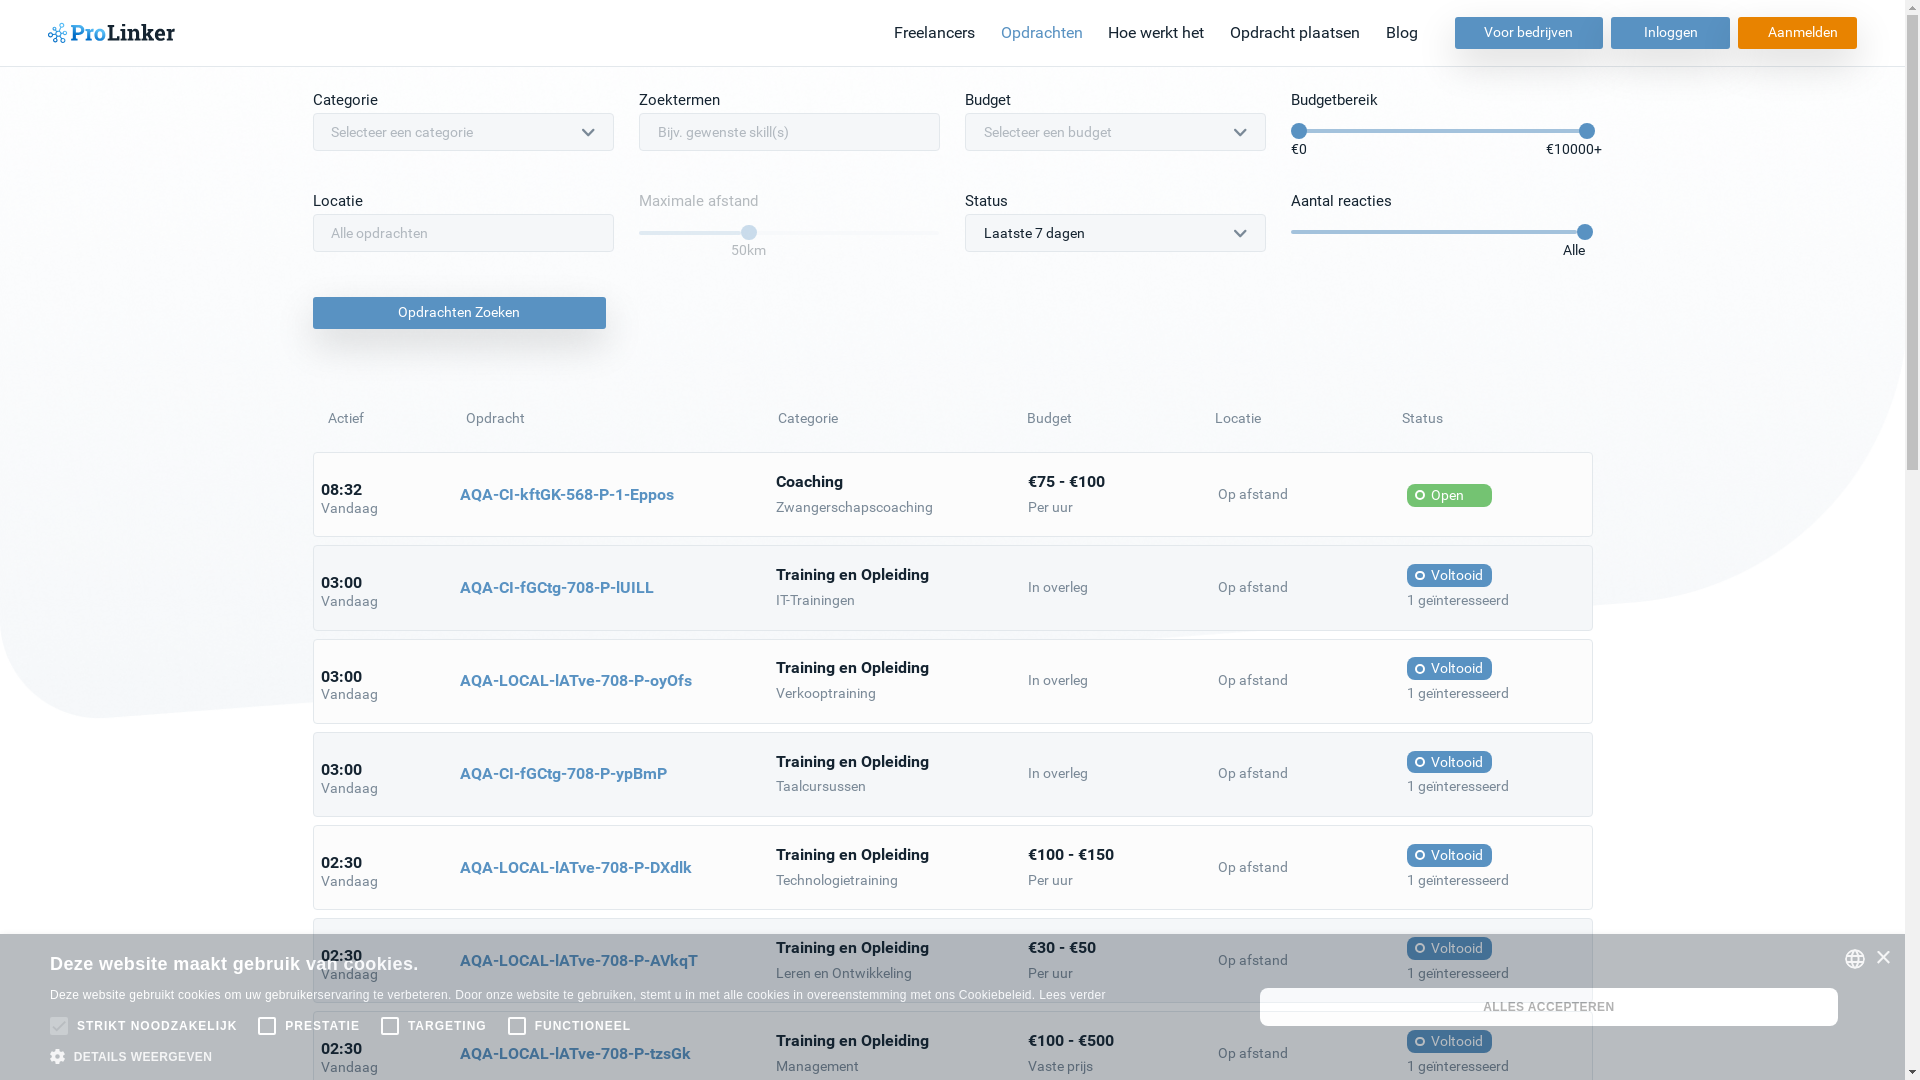 ProLinker
Freelancers Opdrachten Hoe werkt het Opdracht plaatsen Blog Voor bedrijven Inloggen Aanmelden
Categorie Zoektermen Budget Budgetbereik
Selecteer een categorie Bijv. gewenste skill(s) Selecteer een budget
€0 €10000+
Locatie Maximale afstand Status Aantal reacties
Alle opdrachten Laatste 7 dagen
50km Alle
Opdrachten Zoeken
Actief Opdracht Categorie Budget Locatie Status
08:32 AQA-CI-kftGK-568-P-1-Eppos Coaching €75 - €100 Op afstand Open
Vandaag Zwangerschapscoaching Per uur
03:00 AQA-CI-fGCtg-708-P-lUILL Training en Opleiding In overleg Op afstand Voltooid
Vandaag IT-Trainingen 1 geïnteresseerd
03:00 AQA-LOCAL-lATve-708-P-oyOfs Training en Opleiding In overleg Op afstand Voltooid
Vandaag Verkooptraining 1 geïnteresseerd
03:00 AQA-CI-fGCtg-708-P-ypBmP Training en Opleiding In overleg Op afstand Voltooid
Vandaag Taalcursussen 1 geïnteresseerd
02:30 AQA-LOCAL-lATve-708-P-DXdlk Training en Opleiding €100 - €150 Op afstand Voltooid
Vandaag Technologietraining Per uur 1 geïnteresseerd
02:30 AQA-LOCAL-lATve-708-P-AVkqT Training en Opleiding €30 - €50 Op afstand Voltooid
Vandaag Leren en Ontwikkeling Per uur 1 geïnteresseerd
Deze website maakt gebruik van cookies.
Deze website gebruikt cookies om uw gebruikerservaring te verbeteren. Door onze website te gebruiken, stemt u in met alle cookies in overeenstemming met ons Cookiebeleid. Lees verder
ALLES ACCEPTEREN
STRIKT NOODZAKELIJK PRESTATIE TARGETING FUNCTIONEEL
02:30 AQA-LOCAL-lATve-708-P-tzsGk Training en Opleiding €100 - €500 Op afstand Voltooid
DETAILS WEERGEVEN
Vandaag Management Vaste prijs 1 geïnteresseerd